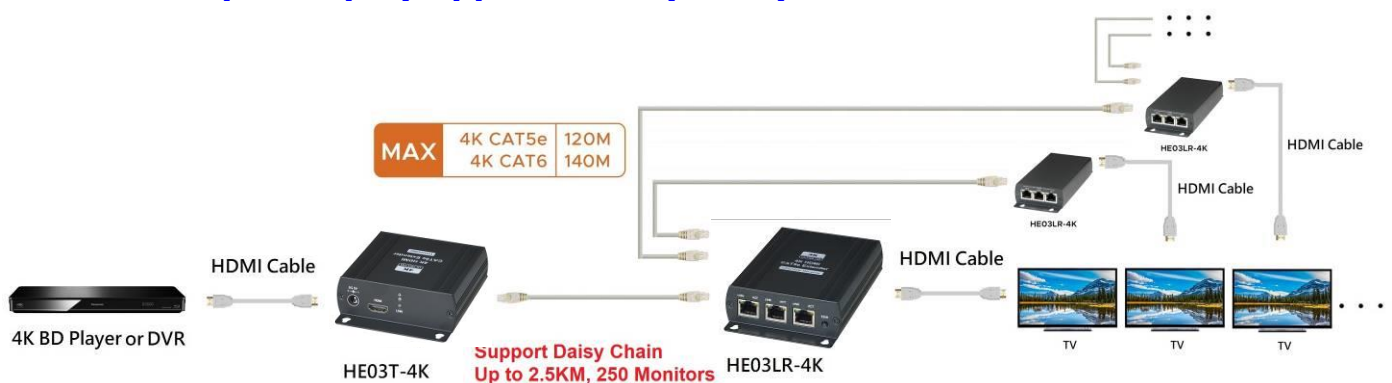 MAX
4K CAT5e 120M
4K CAT6 140M
HDMI Cable
HE03LR-4K
HDMI Cable
HE03LR-4K
HDMI Cable
4K BD Player or DVR
HE03T-4K
Support Daisy Chain
Up to 2.5KM, 250 Monitors
HE03LR-4K
HDMI Cable
TV
TV
TV